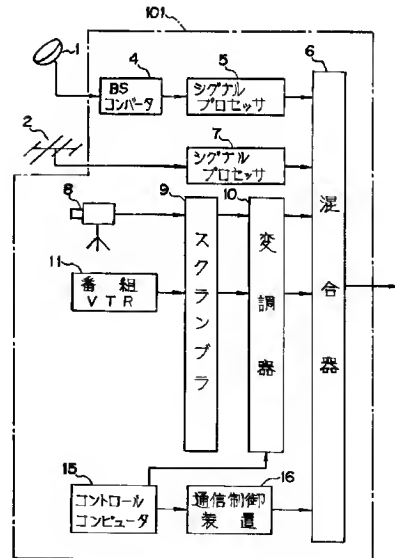 101
1
4
BS
コンバータ
5
シグナル
プロセッサ
6
混合器
2
7
シグナル
プロセッサ
8
9
スクランブラ
10
変調器
11
番組
VTR
15
コントロール
コンピュータ
16
通信制御
装置